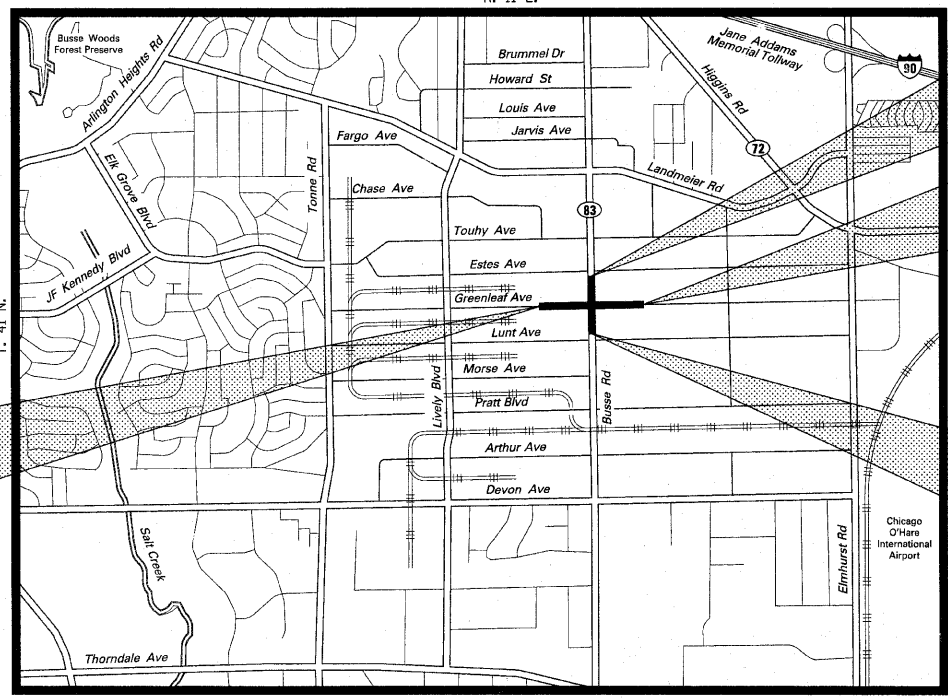 Busse Woods
Forest Preserve
Arlington Heights Rd
Brummel Dr
Howard St
Louis Ave
Jarvis Ave
Jane Addams
Memorial Tollway
90
Higgins Rd
72
Fargo Ave
Landmeier Rd
Elk Grove Blvd
Tonne Rd
Chase Ave
83
Touhy Ave
Estes Ave
JF Kennedy Blvd
Greenleaf Ave
T. 41 N.
Lunt Ave
Morse Ave
Lively Blvd
Pratt Blvd
Busse Rd
Arthur Ave
Devon Ave
Salt Creek
Elmhurst Rd
Chicago
O'Hare
International
Airport
Thorndale Ave